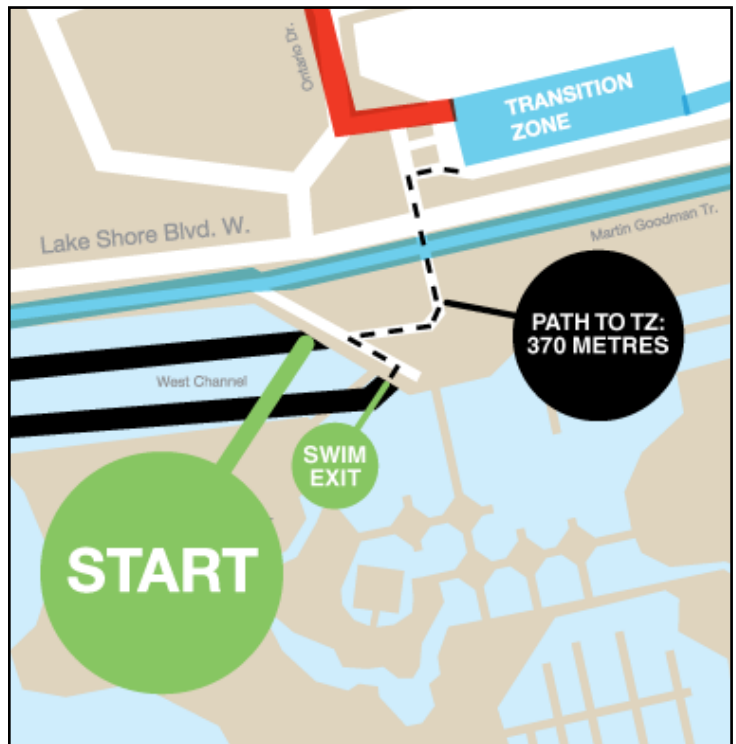 Ontario Dr.
TRANSITION
ZONE
Lake Shore Blvd. W.
Martin Goodman Tr.
PATH TO TZ:
370 METRES
West Channel
SWIM
EXIT
START